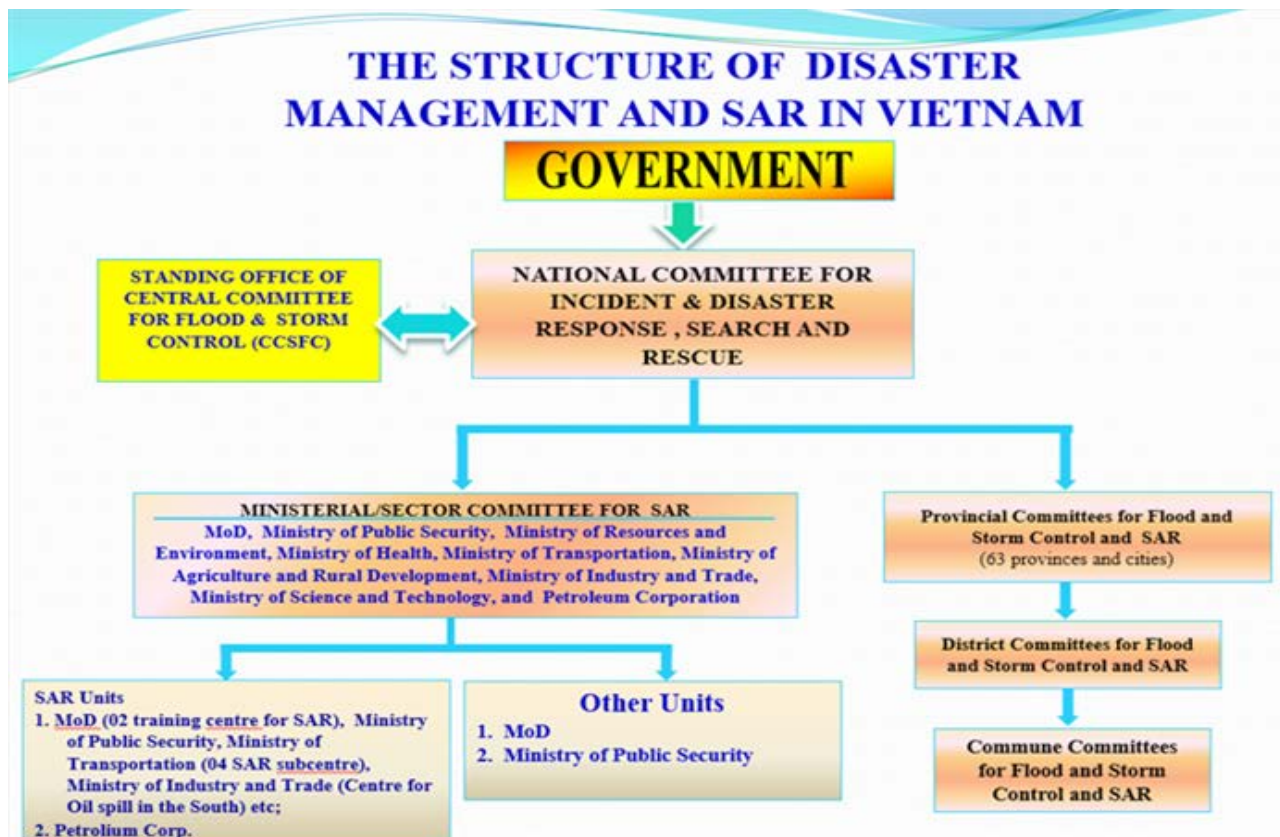 THE STRUCTURE OF DISASTER
MANAGEMENT AND SAR IN VIETNAM
GOVERNMENT
STANDING OFFICE OF
CENTRAL COMMITTEE
FOR FLOOD & STORM
CONTROL (CCSFC)
NATIONAL COMMITTEE FOR
INCIDENT & DISASTER
RESPONSE , SEARCH AND
RESCUE
MINISTERIAL/SECTOR COMMITTEE FOR SAR
MoD, Ministry of Public Security, Ministry of Resources and
Environment, Ministry of Health, Ministry of Transportation, Ministry of
Agriculture and Rural Development, Ministry of Industry and Trade,
Ministry of Science and Technology, and Petroleum Corporation
Provincial Committees for Flood and
Storm Control and SAR
(63 provinces and cities)
District Committees for Flood
and Storm Control and SAR
Commune Committees
for Flood and Storm
Control and SAR
SAR Units
1. MoD (02 training centre for SAR), Ministry
of Public Security, Ministry of
Transportation (04 SAR subcentre),
Ministry of Industry and Trade (Centre for
Oil spill in the South) etc;
2. Petrolium Corp.
Other Units
1. MoD
2. Ministry of Public Security